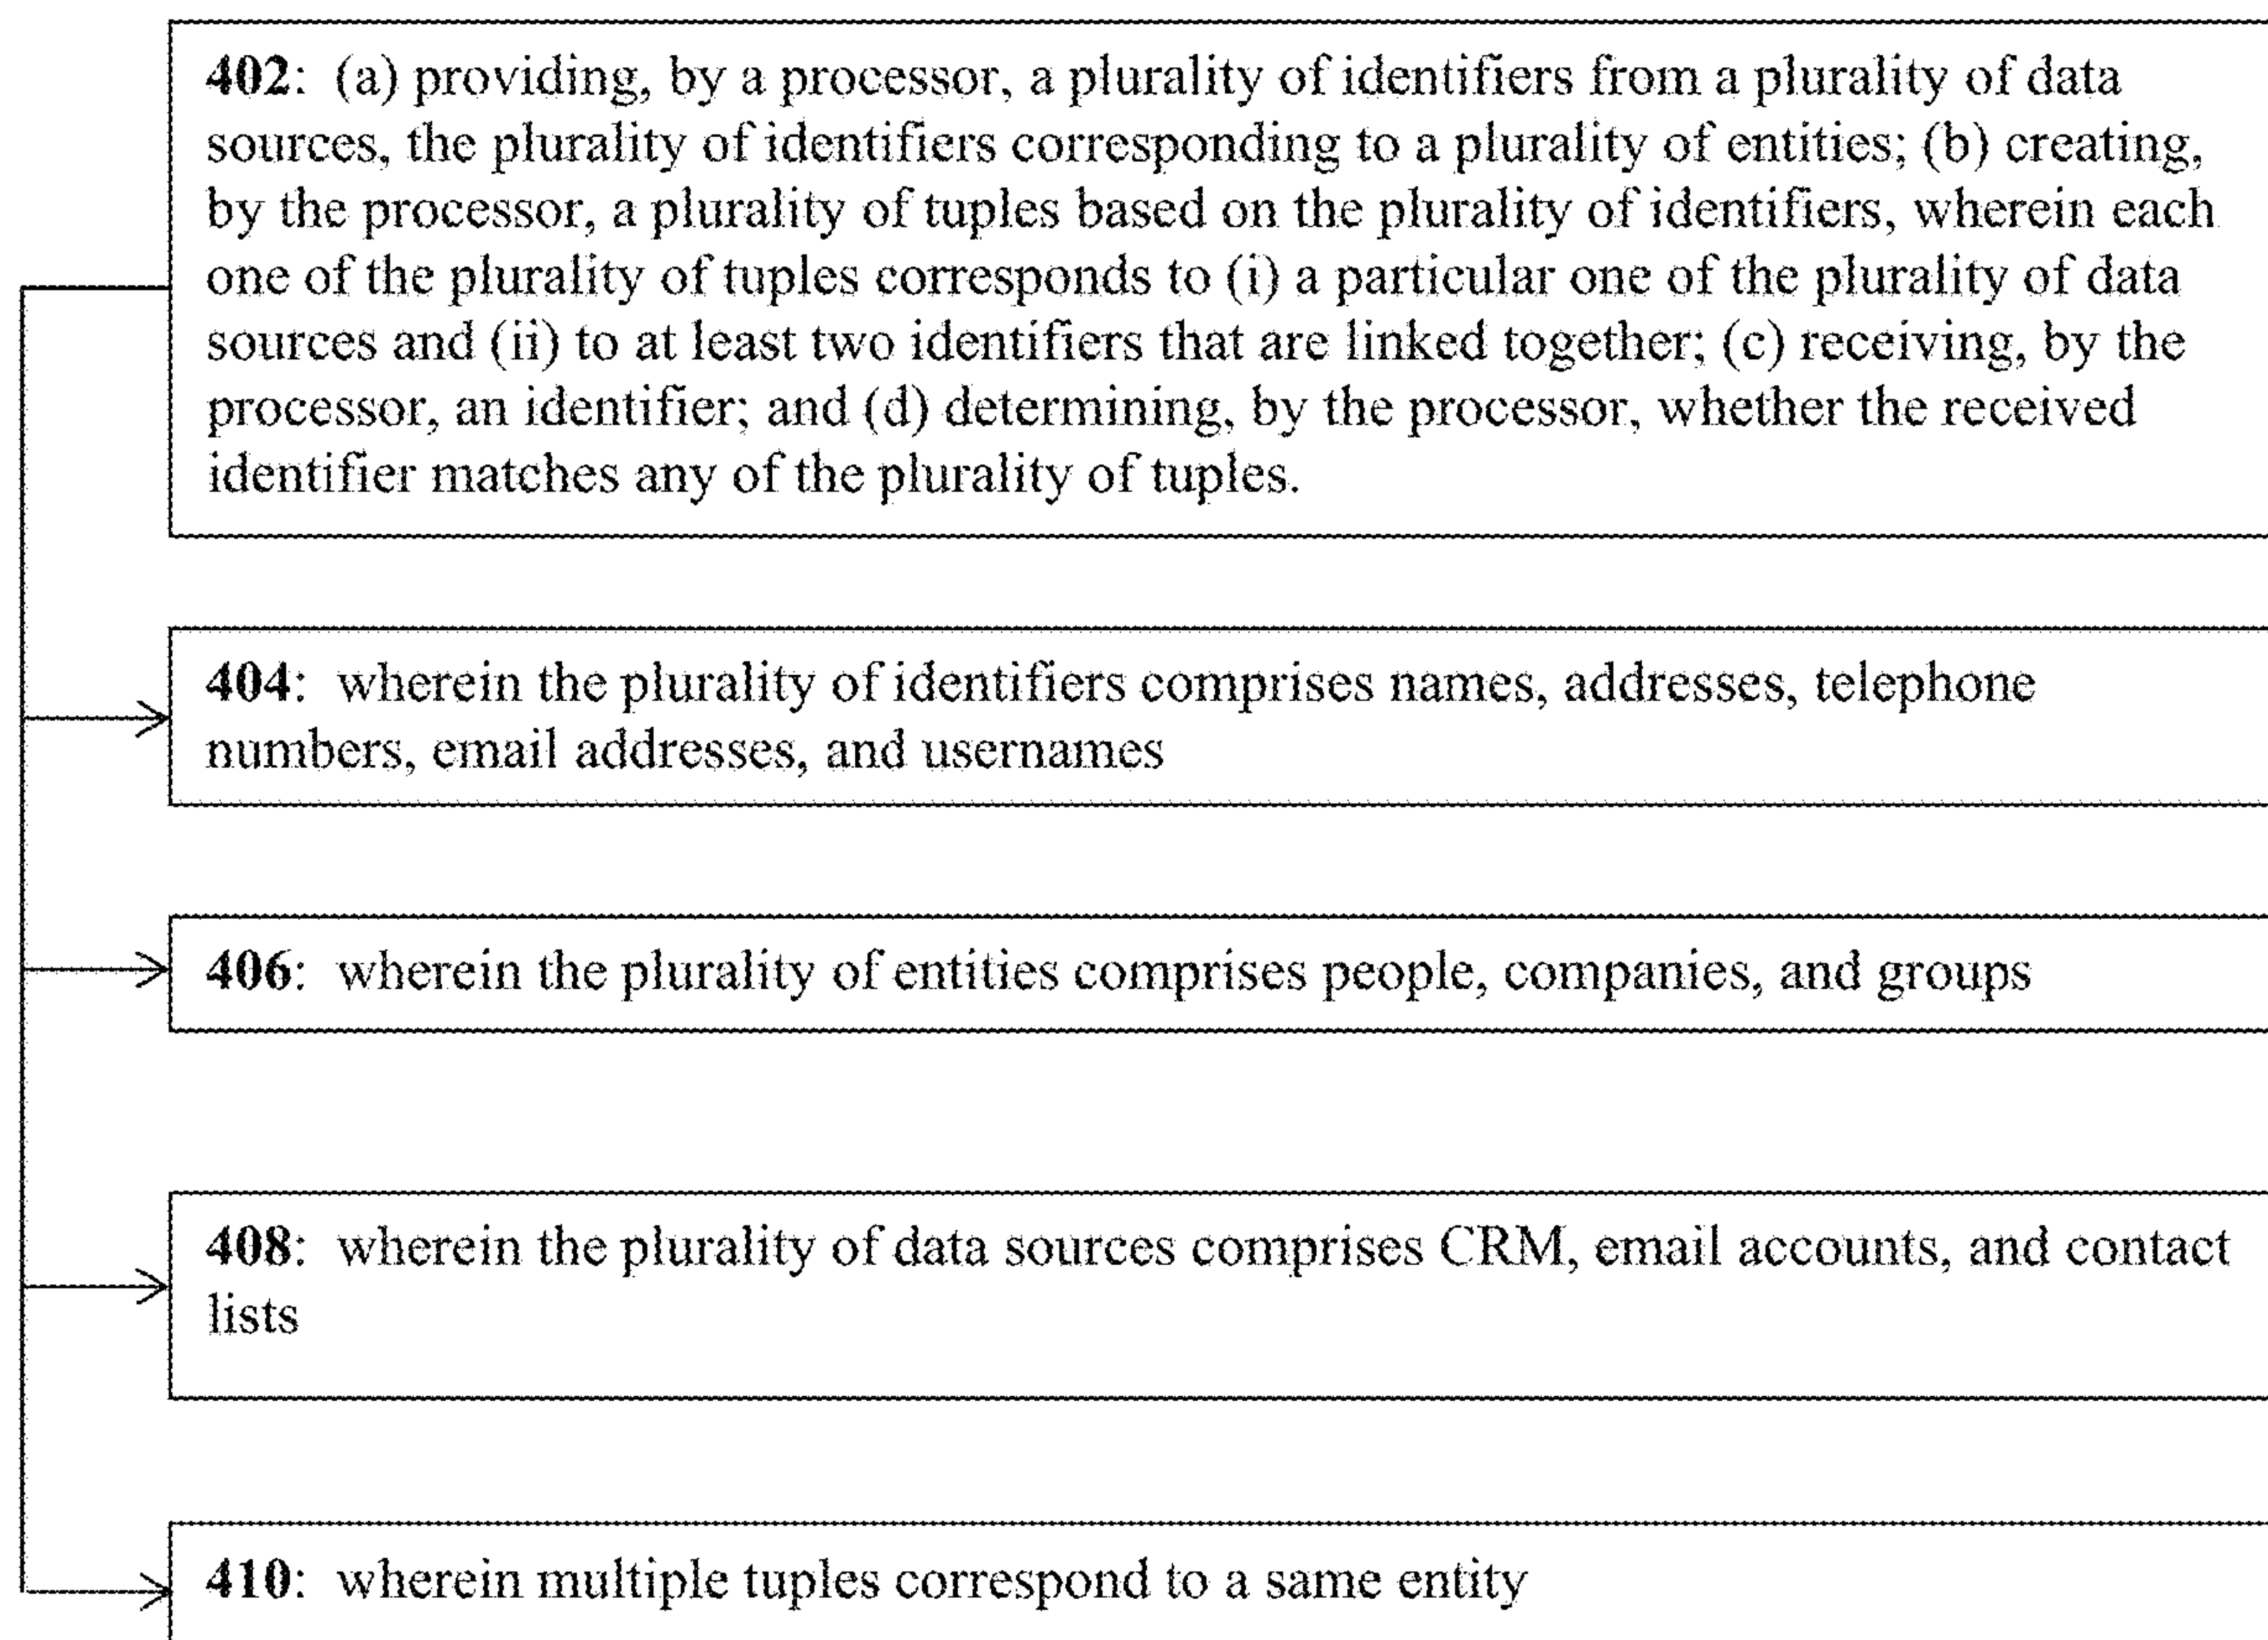 402: (a) providing, by a processor, a plurality of identifiers from a plurality of data
sources, the plurality of identifiers corresponding to a plurality of entities; (b) creating,
by the processor, a plurality of tuples based on the plurality of identifiers, wherein each
one of the plurality of tuples corresponds to (i) a particular one of the plurality of data
sources and (ii) to at least two identifiers that are linked together; (c) receiving, by the
processor, an identifier; and (d) determining, by the processor, whether the received
identifier matches any of the plurality of tuples.
404: wherein the plurality of identifiers comprises names, addresses, telephone
numbers, email addresses, and usernames
406: wherein the plurality of entities comprises people, companies, and groups
408: wherein the plurality of data sources comprises CRM, email accounts, and contact
lists
410: wherein multiple tuples correspond to a same entity